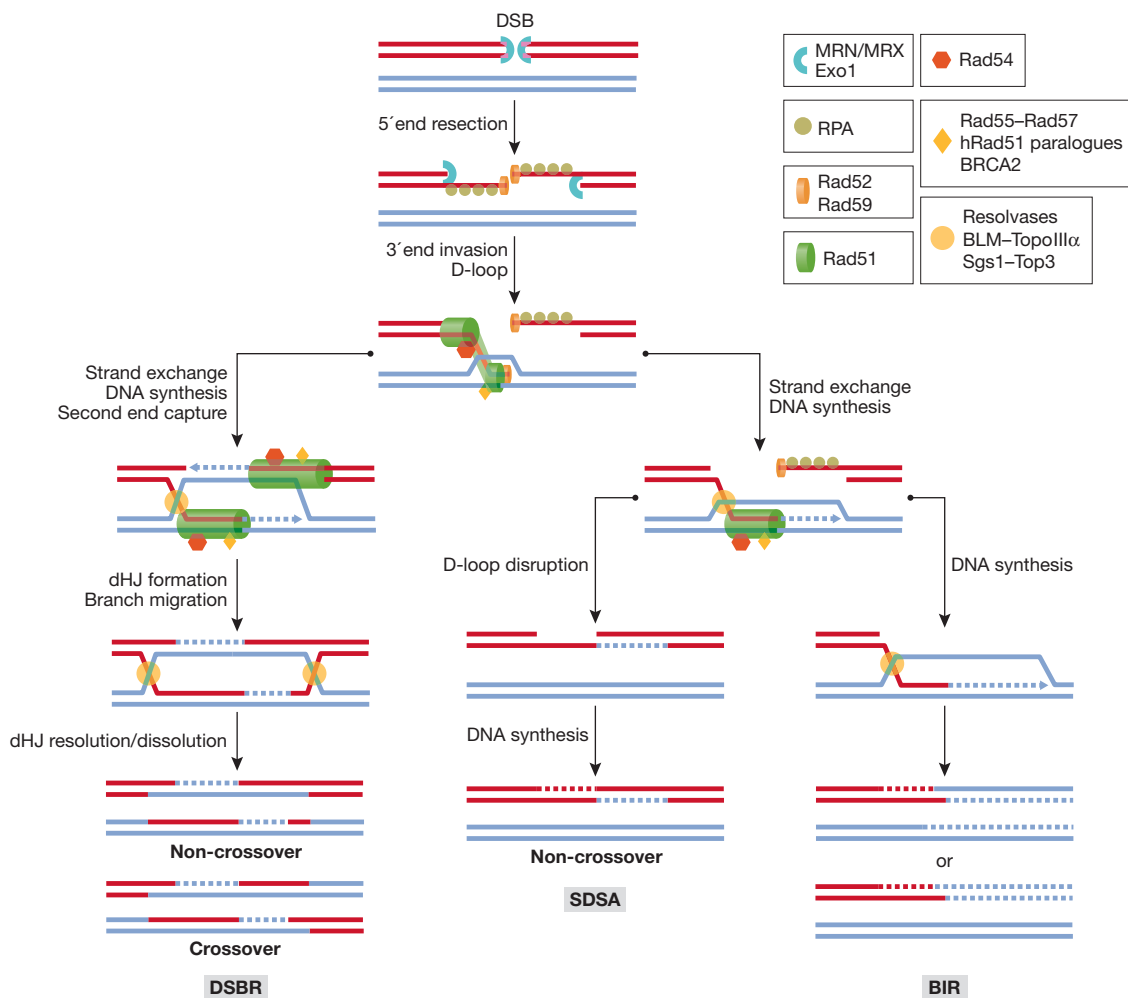 DSB
MRN/MRX
Exo1
Rad54
5´end resection
RPA
Rad55–Rad57
hRad51 paralogues
BRCA2
Rad52
Rad59
Resolvases
BLM–TopoIIIα
Sgs1–Top3
3´end invasion
D-loop
Rad51
Strand exchange
DNA synthesis
Second end capture
Strand exchange
DNA synthesis
dHJ formation
Branch migration
D-loop disruption
DNA synthesis
dHJ resolution/dissolution
DNA synthesis
Non-crossover
Non-crossover
or
SDSA
Crossover
DSBR
BIR